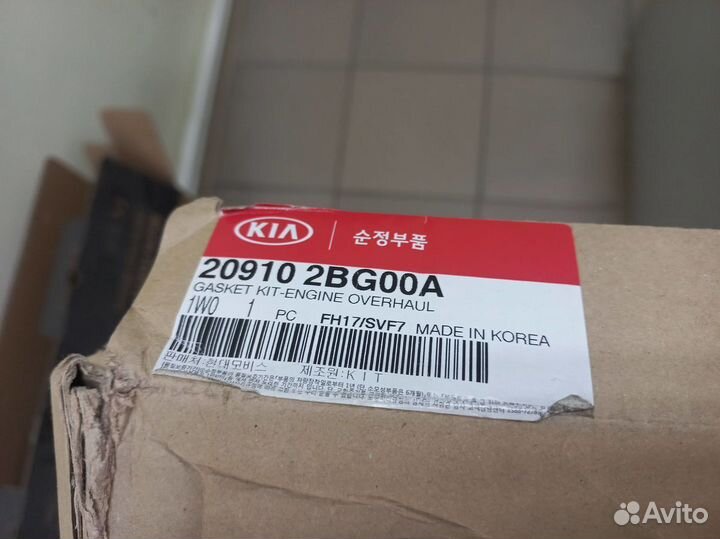 KIA 순정부품
20910 2BG00A
GASKET KIT-ENGINE OVERHAUL
1W0 1 PC FH17/SVF7 MADE IN KOREA
판매처:현대모비스 제조원:KIT
Avito